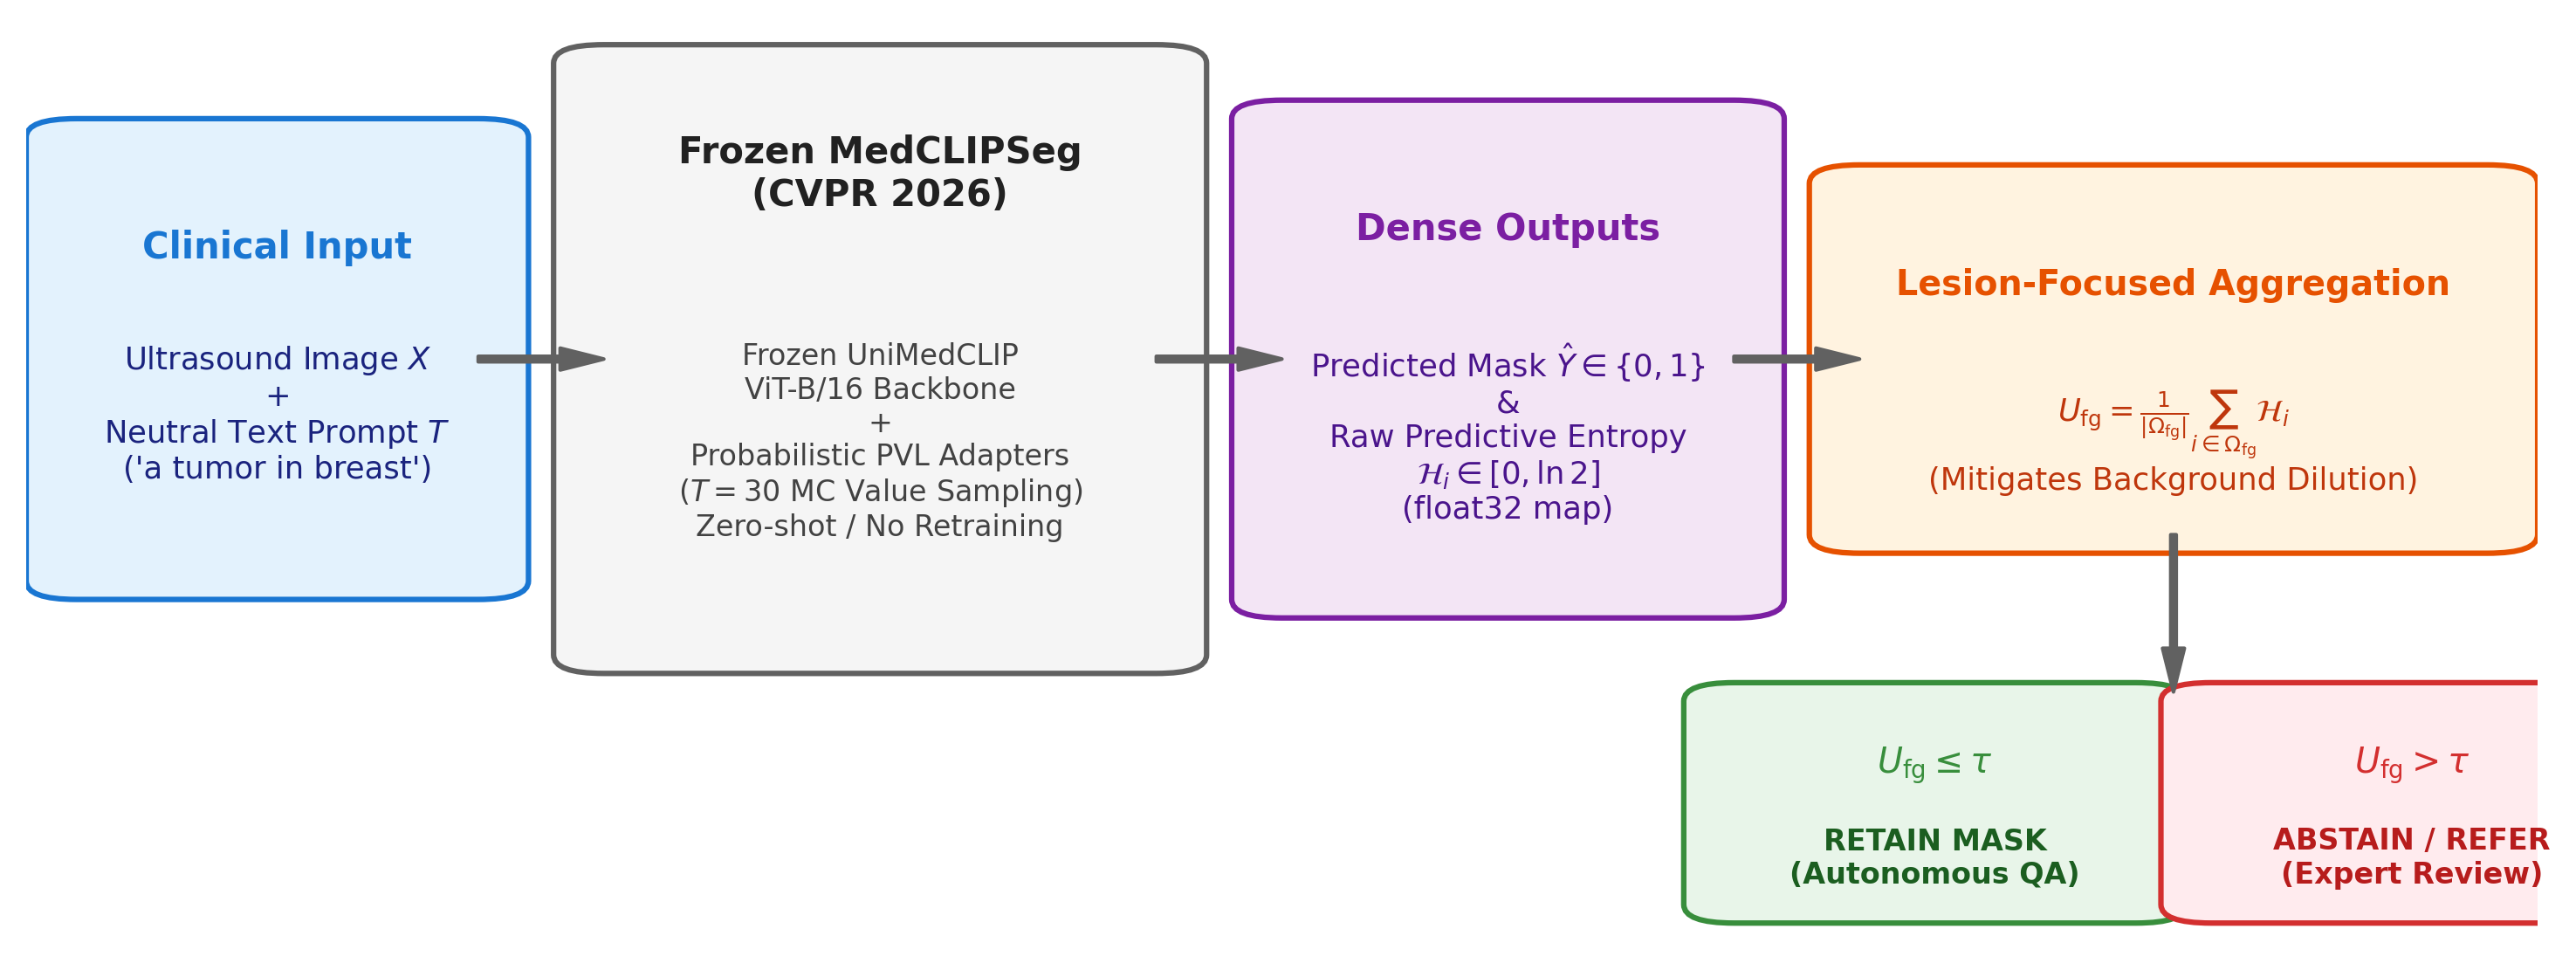 Clinical Input
Ultrasound Image X
+
Neutral Text Prompt T
('a tumor in breast')
Frozen MedCLIPSeg
(CVPR 2026)
Frozen UniMedCLIP
ViT-B/16 Backbone
+
Probabilistic PVL Adapters
(T = 30 MC Value Sampling)
Zero-shot / No Retraining
Dense Outputs
Predicted Mask Ŷ ∈ {0, 1}
&
Raw Predictive Entropy
ℋ_i ∈ [0, ln 2]
(float32 map)
Lesion-Focused Aggregation
U_fg = 1/|Ω_fg| ∑_{i ∈ Ω_fg} ℋ_i
(Mitigates Background Dilution)
U_fg ≤ τ
RETAIN MASK
(Autonomous QA)
U_fg > τ
ABSTAIN / REFER
(Expert Review)